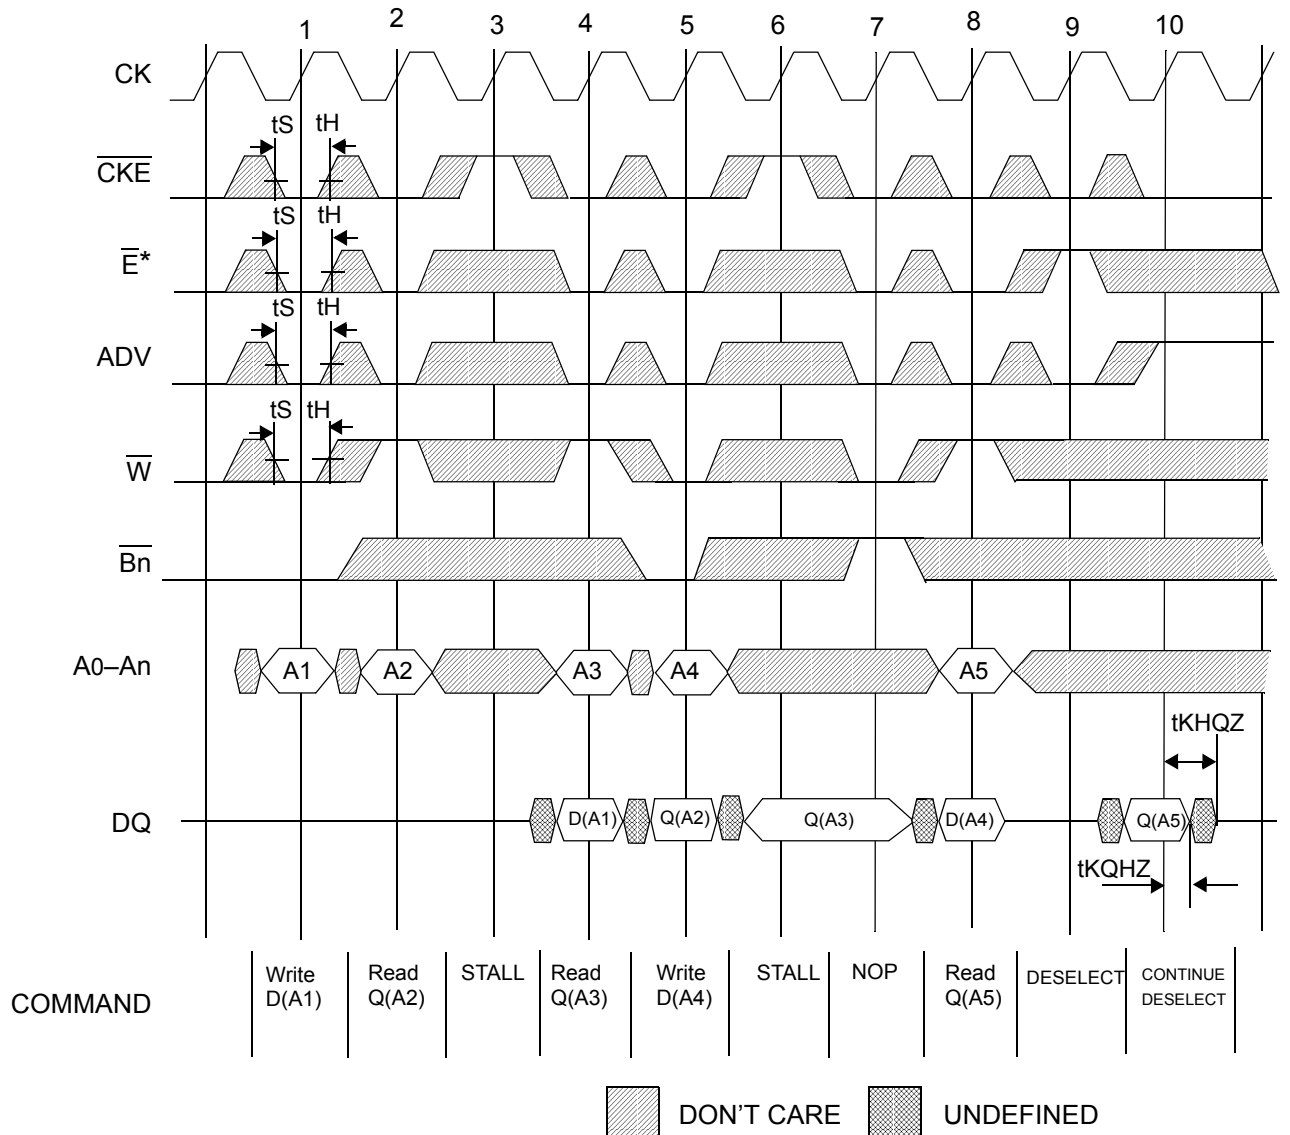 1 2 3 4 5 6 7 8 9 10
CK
tS tH
CKE
tS tH
E*
tS tH
ADV
tS tH
W
Bn
A0–An
A1 A2 A3 A4 A5
tKHQZ
DQ
D(A1) Q(A2) Q(A3) D(A4) Q(A5)
tKQHZ
COMMAND
Write
D(A1)
Read
Q(A2)
STALL
Read
Q(A3)
Write
D(A4)
STALL
NOP
Read
Q(A5)
DESELECT
CONTINUE
DESELECT
DON'T CARE
UNDEFINED